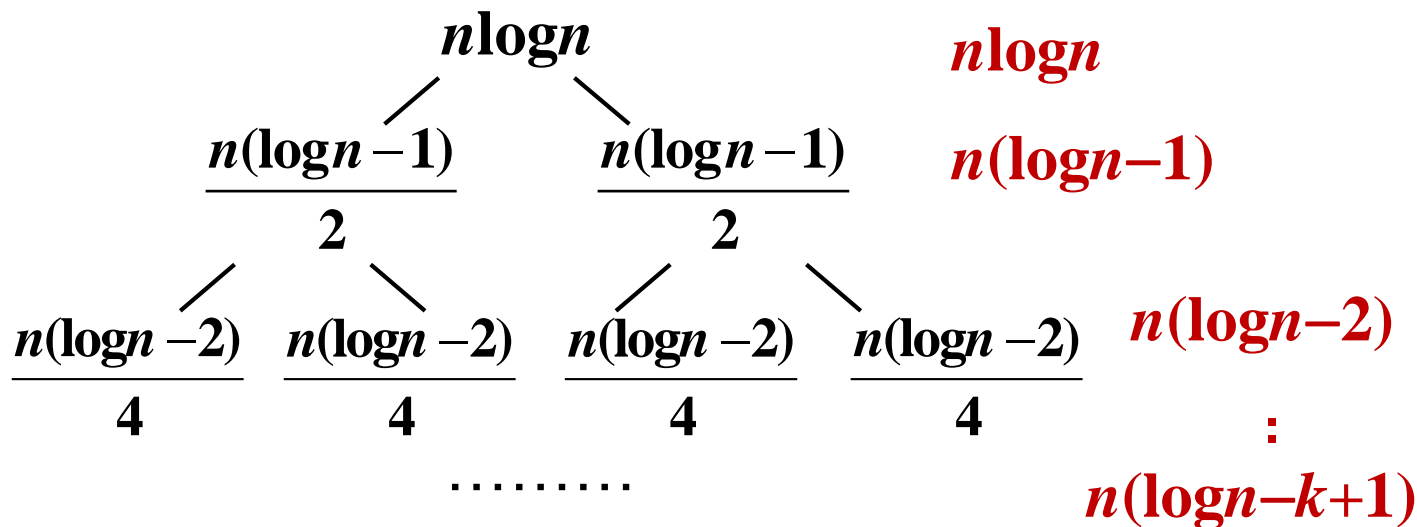 nlogn nlogn
n(logn −1) n(logn −1) n(logn−1)
2 2
n(logn −2) n(logn −2) n(logn −2) n(logn −2) n(logn−2)
4 4 4 4
:
......... n(logn−k+1)